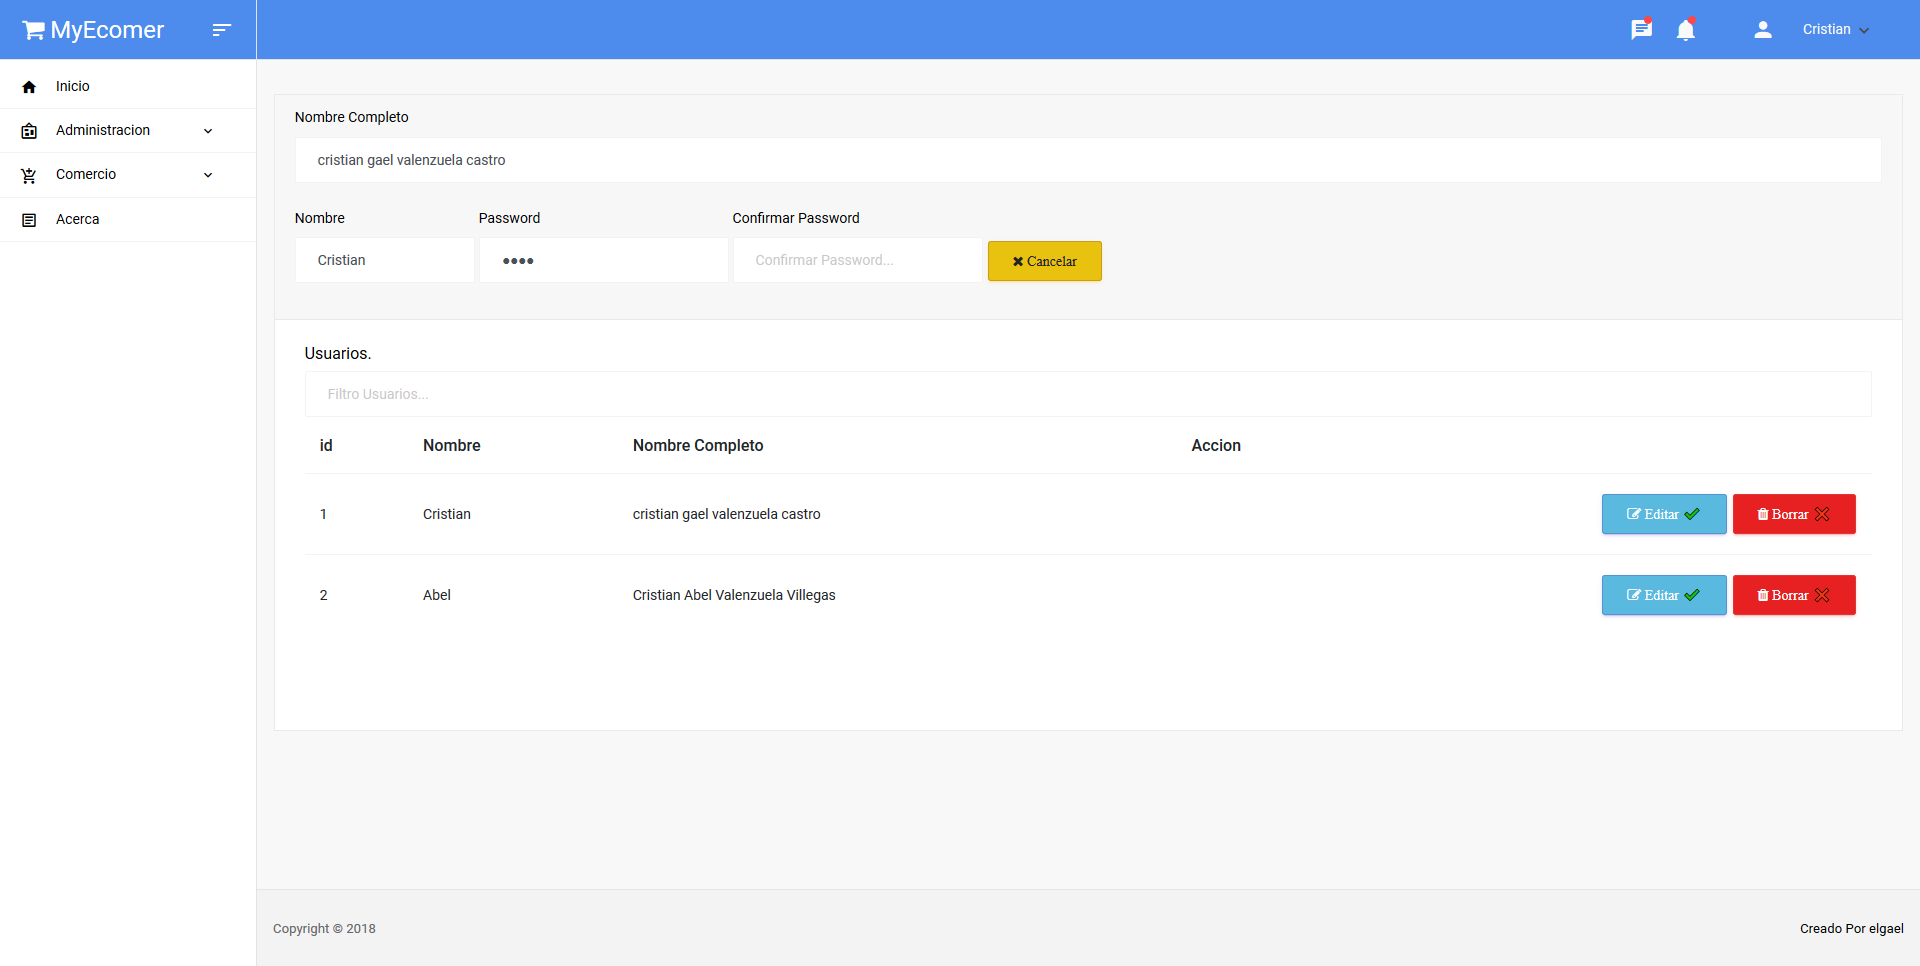 MyEcomer
Cristian
Inicio
Administracion
Comercio
Acerca
Nombre Completo
cristian gael valenzuela castro
Nombre Password Confirmar Password
Cristian •••• Confirmar Password... Cancelar
Usuarios.
Filtro Usuarios...
id Nombre Nombre Completo Accion
1 Cristian cristian gael valenzuela castro Editar Borrar
2 Abel Cristian Abel Valenzuela Villegas Editar Borrar
Copyright © 2018 Creado Por elgael